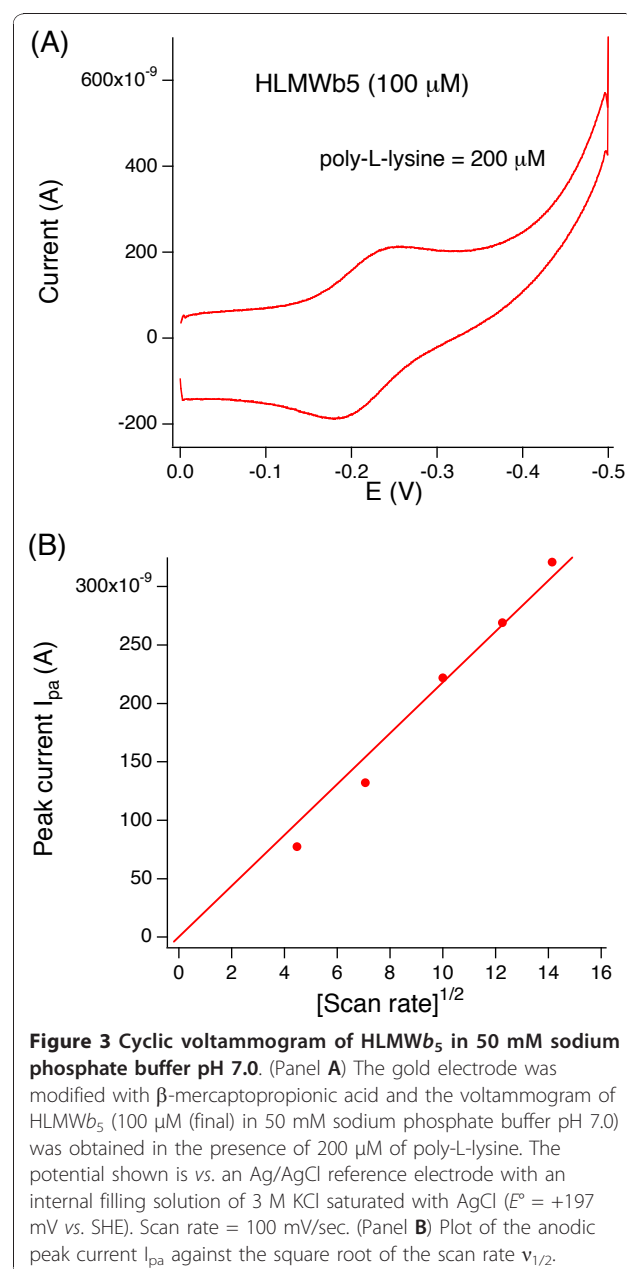 (A)
600x10⁻⁹
HLMWb5 (100 μM)
poly-L-lysine = 200 μM
400
200
0
-200
Current (A)
0.0 -0.1 -0.2 -0.3 -0.4 -0.5
E (V)
(B)
300x10⁻⁹
250
200
150
100
50
0
Peak current Iₚₐ (A)
0 2 4 6 8 10 12 14 16
[Scan rate]¹ᐟ²
Figure 3 Cyclic voltammogram of HLMWb₅ in 50 mM sodium
phosphate buffer pH 7.0. (Panel A) The gold electrode was
modified with β-mercaptopropionic acid and the voltammogram of
HLMWb₅ (100 μM (final) in 50 mM sodium phosphate buffer pH 7.0)
was obtained in the presence of 200 μM of poly-L-lysine. The
potential shown is vs. an Ag/AgCl reference electrode with an
internal filling solution of 3 M KCl saturated with AgCl (E° = +197
mV vs. SHE). Scan rate = 100 mV/sec. (Panel B) Plot of the anodic
peak current Iₚₐ against the square root of the scan rate ν₁/₂.